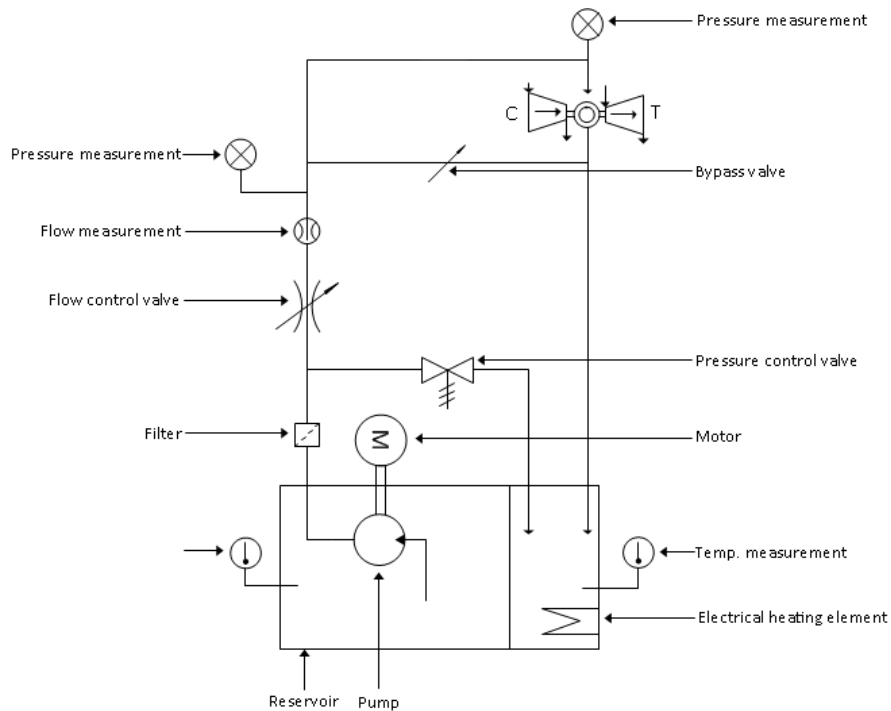 Pressure measurement
C
T
Pressure measurement
Bypass valve
Flow measurement
Flow control valve
Pressure control valve
Filter
M
Motor
Temp. measurement
Electrical heating element
Reservoir
Pump